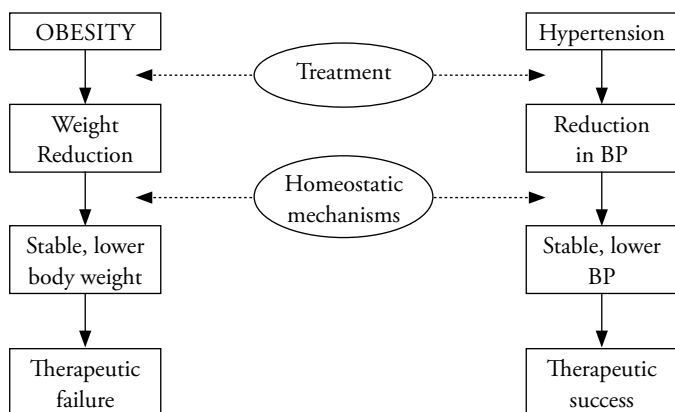 OBESITY
Hypertension
Treatment
Weight
Reduction
Reduction
in BP
Homeostatic
mechanisms
Stable, lower
body weight
Stable, lower
BP
Therapeutic
failure
Therapeutic
success